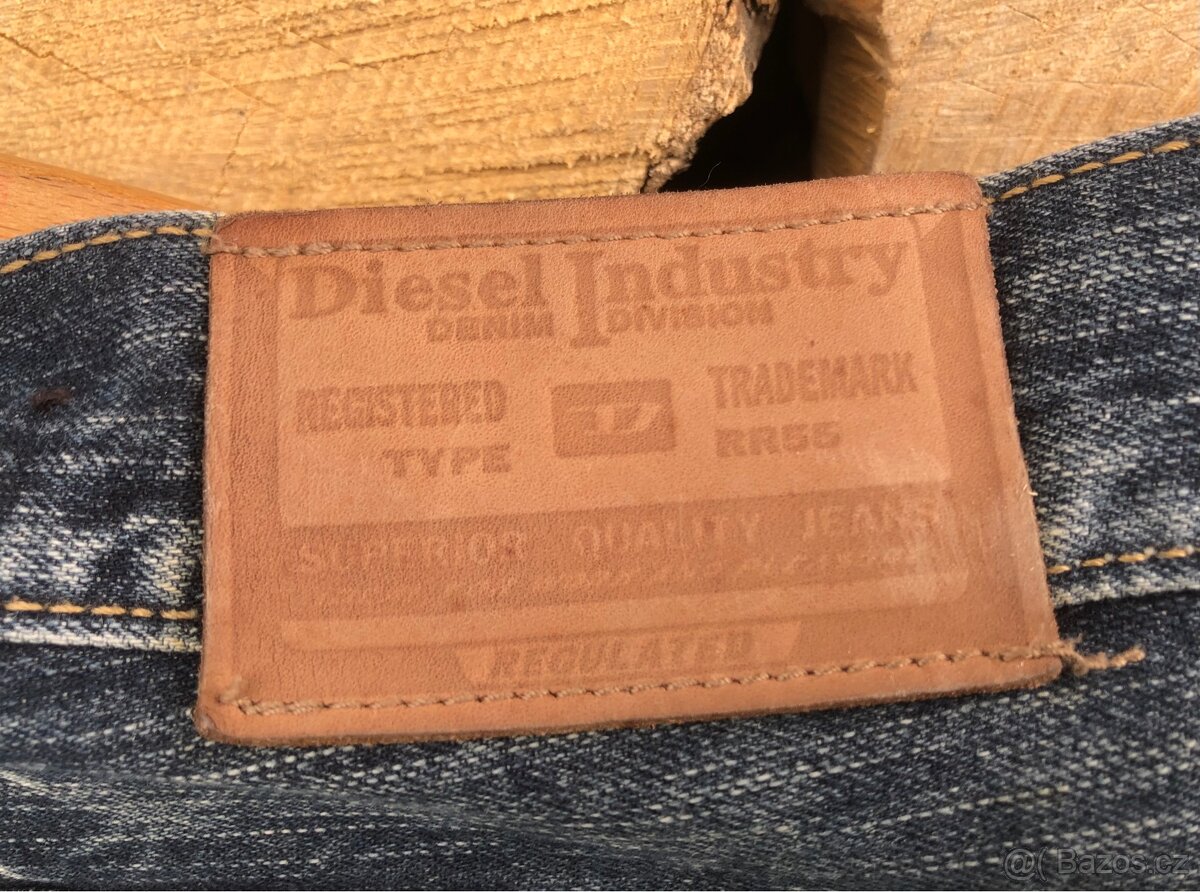 Diesel Industry
DENIM DIVISION
REGISTERED TRADEMARK
TYPE RR55
SUPERIOR QUALITY JEANS
REGULATED
@( Bazos.cz